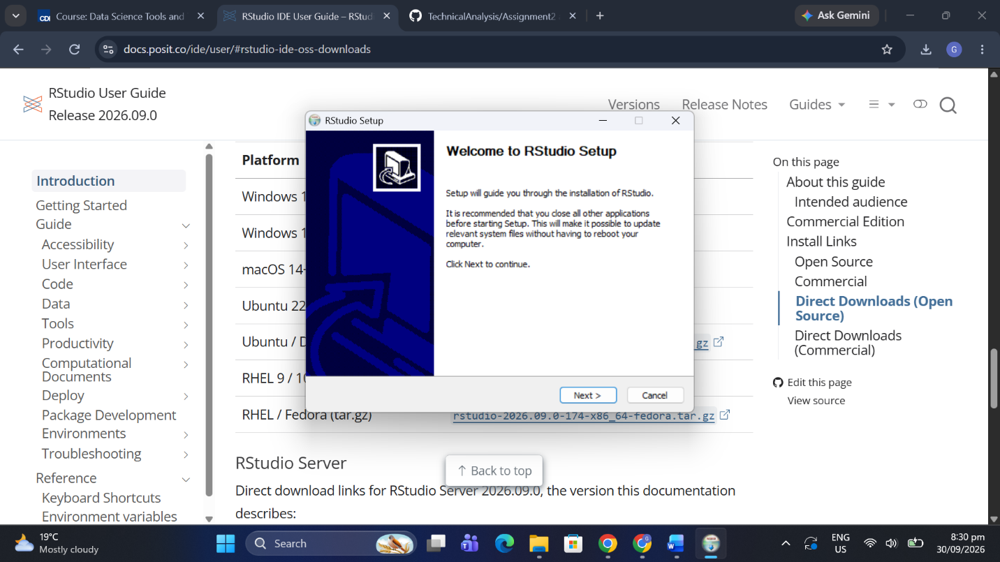 Course: Data Science Tools and
RStudio IDE User Guide – RStud
TechnicalAnalysis/Assignment2
Ask Gemini
docs.posit.co/ide/user/#rstudio-ide-oss-downloads
G
RStudio User Guide
Release 2026.09.0
Versions
Release Notes
Guides
Introduction
Getting Started
Guide
Accessibility
User Interface
Code
Data
Tools
Productivity
Computational
Documents
Deploy
Package Development
Environments
Troubleshooting
Reference
Keyboard Shortcuts
Environment variables
Platform
Windows 1
Windows 1
macOS 14
Ubuntu 22
Ubuntu / D
gz
RHEL 9 / 10
RHEL / Fedora (tar.gz)
rstudio-2026.09.0-174-x86_64-fedora.tar.gz
RStudio Setup
Welcome to RStudio Setup
Setup will guide you through the installation of RStudio.
It is recommended that you close all other applications
before starting Setup. This will make it possible to update
relevant system files without having to reboot your
computer.
Click Next to continue.
Next >
Cancel
RStudio Server
↑ Back to top
Direct download links for RStudio Server 2026.09.0, the version this documentation
describes:
On this page
About this guide
Intended audience
Commercial Edition
Install Links
Open Source
Commercial
Direct Downloads (Open
Source)
Direct Downloads
(Commercial)
Edit this page
View source
19°C
Mostly cloudy
Search
ENG
US
8:30 pm
30/09/2026